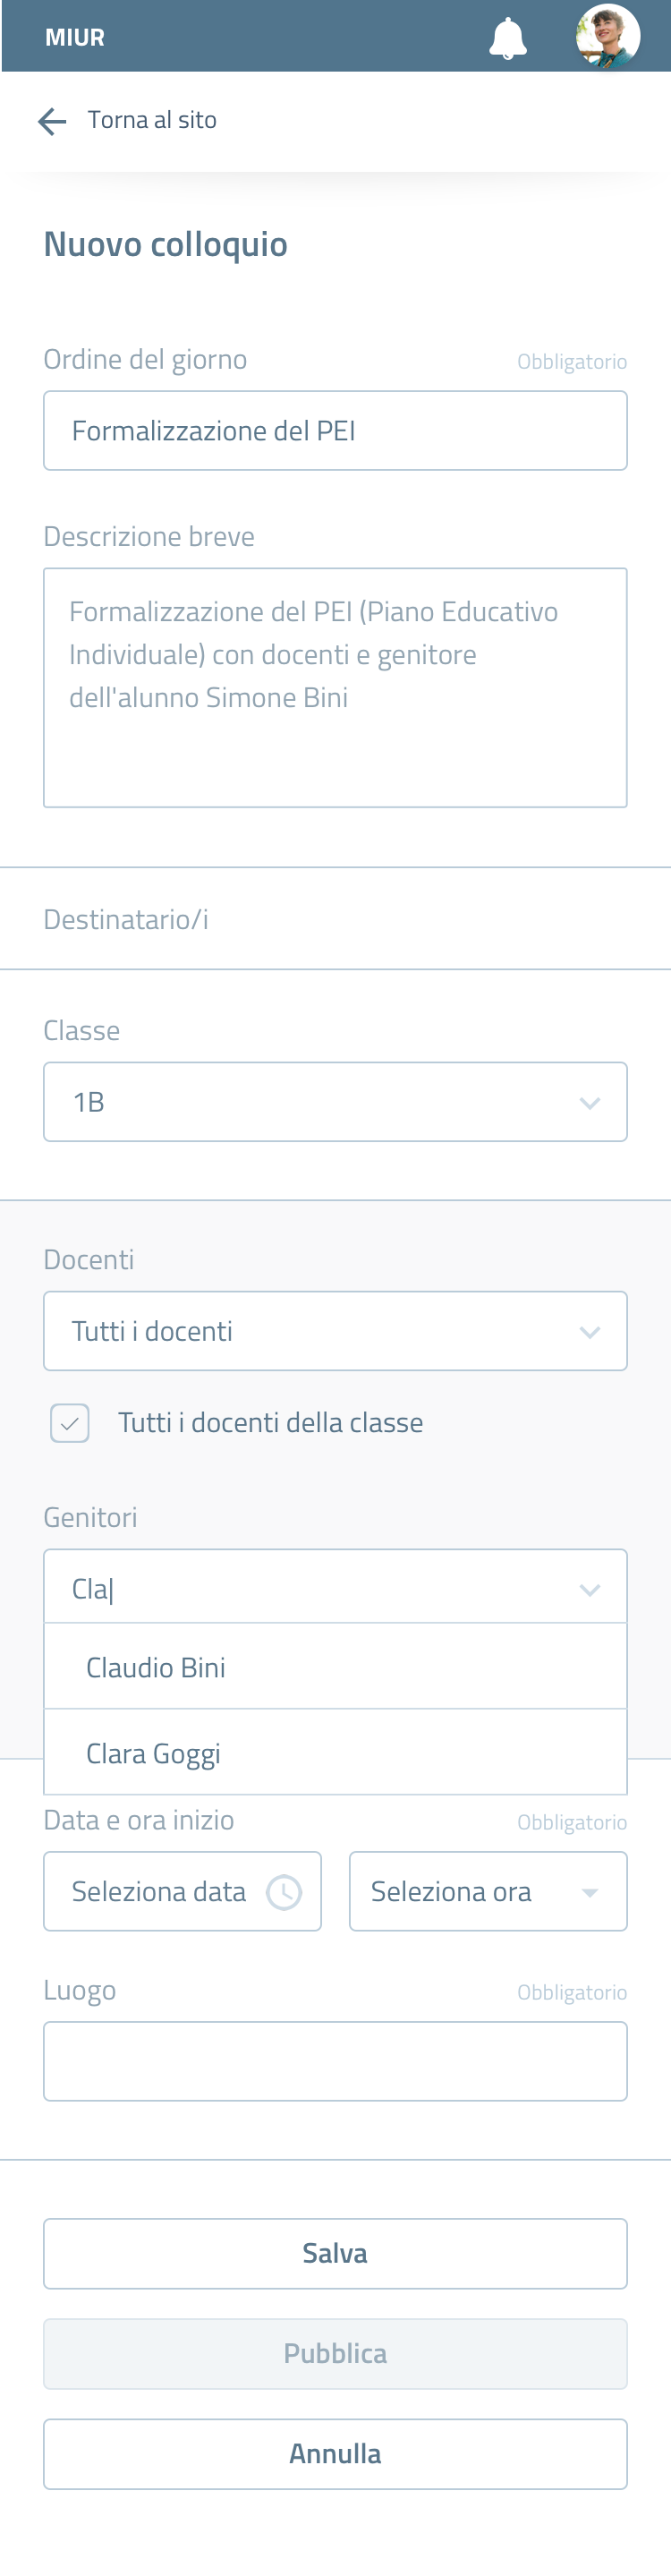 MIUR
Torna al sito
Nuovo colloquio
Ordine del giorno
Obbligatorio
Formalizzazione del PEI
Descrizione breve
Formalizzazione del PEI (Piano Educativo
Individuale) con docenti e genitore
dell'alunno Simone Bini
Destinatario/i
Classe
1B
Docenti
Tutti i docenti
Tutti i docenti della classe
Genitori
Cla
Claudio Bini
Clara Goggi
Data e ora inizio
Obbligatorio
Seleziona data
Seleziona ora
Luogo
Obbligatorio
Salva
Pubblica
Annulla